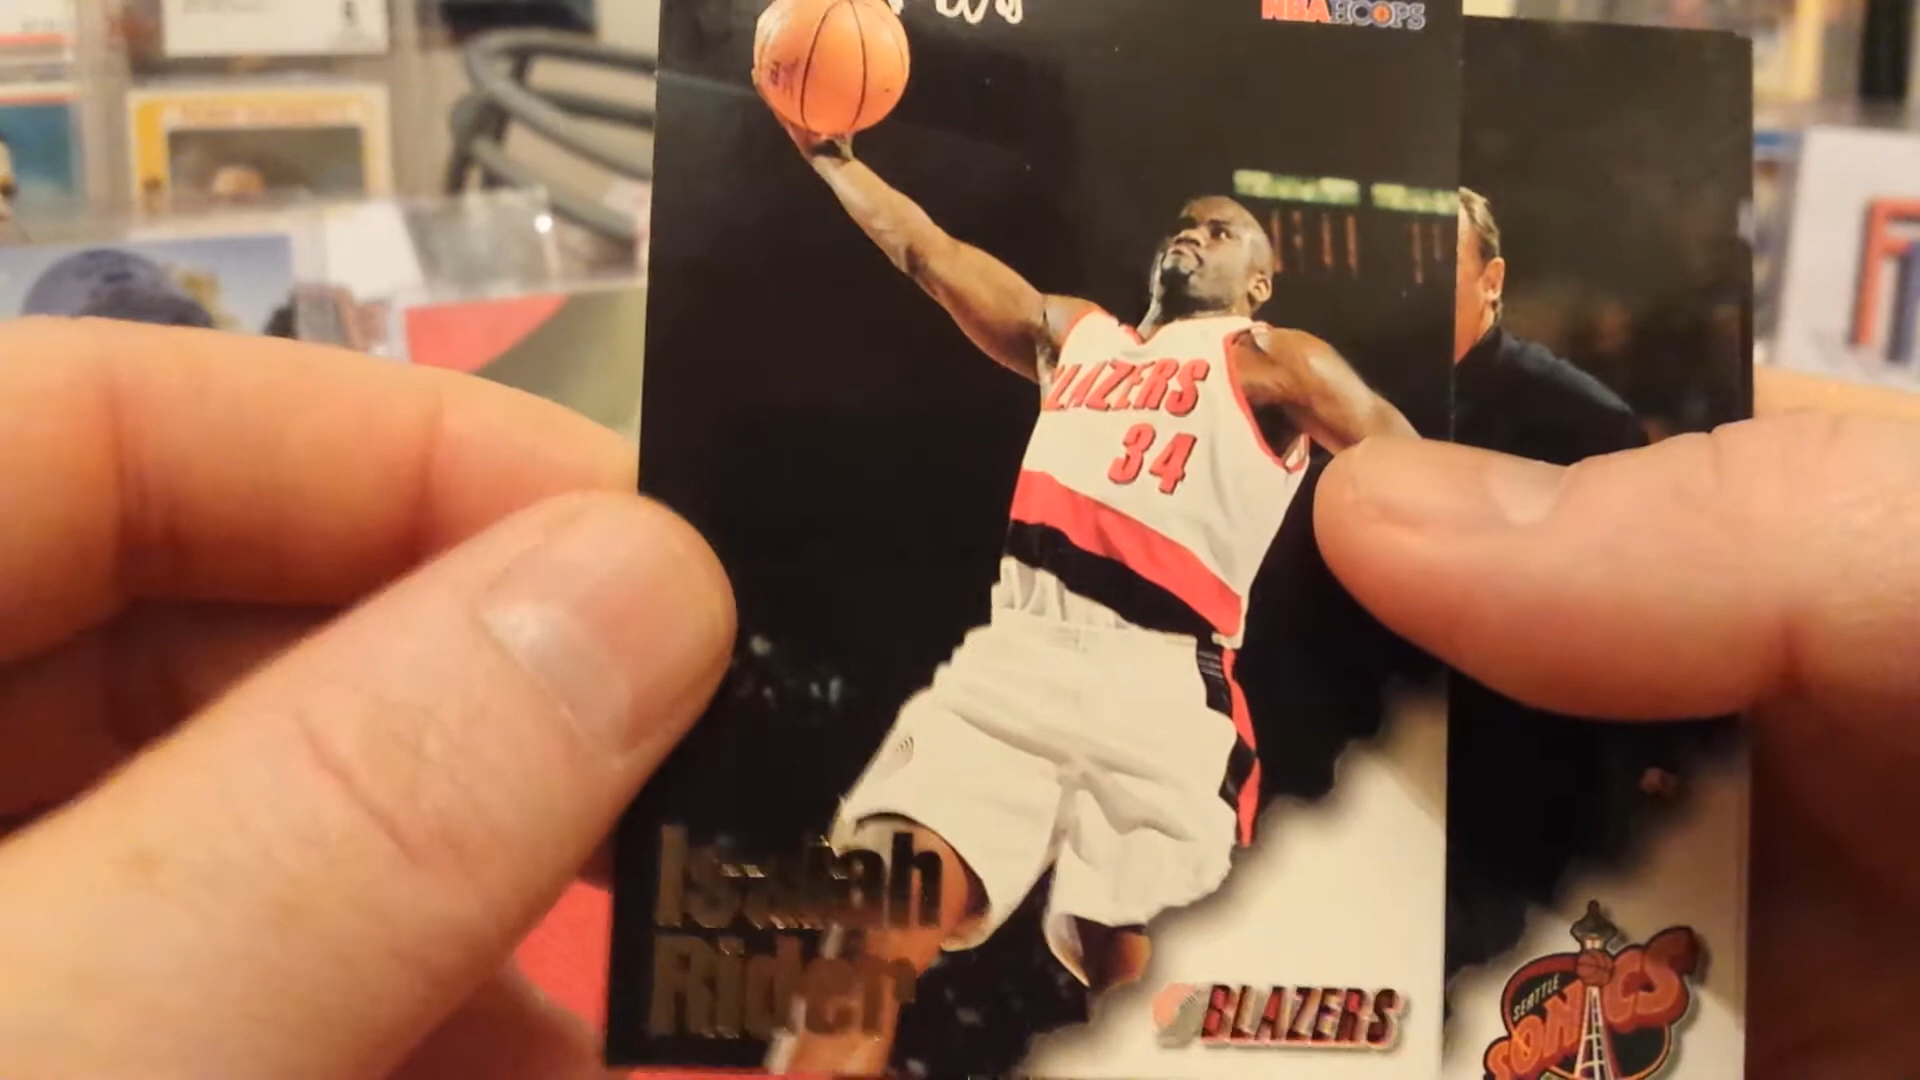 NBA HOOPS
BLAZERS
34
Isaiah
Rider
BLAZERS
SEATTLE
SONICS